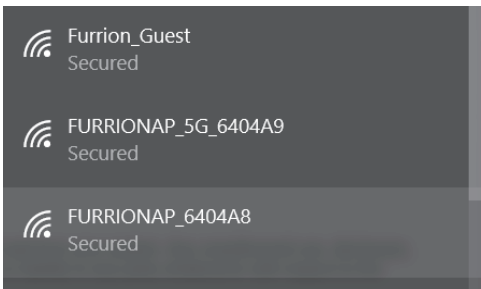 Furrion_Guest
Secured
FURRIONAP_5G_6404A9
Secured
FURRIONAP_6404A8
Secured